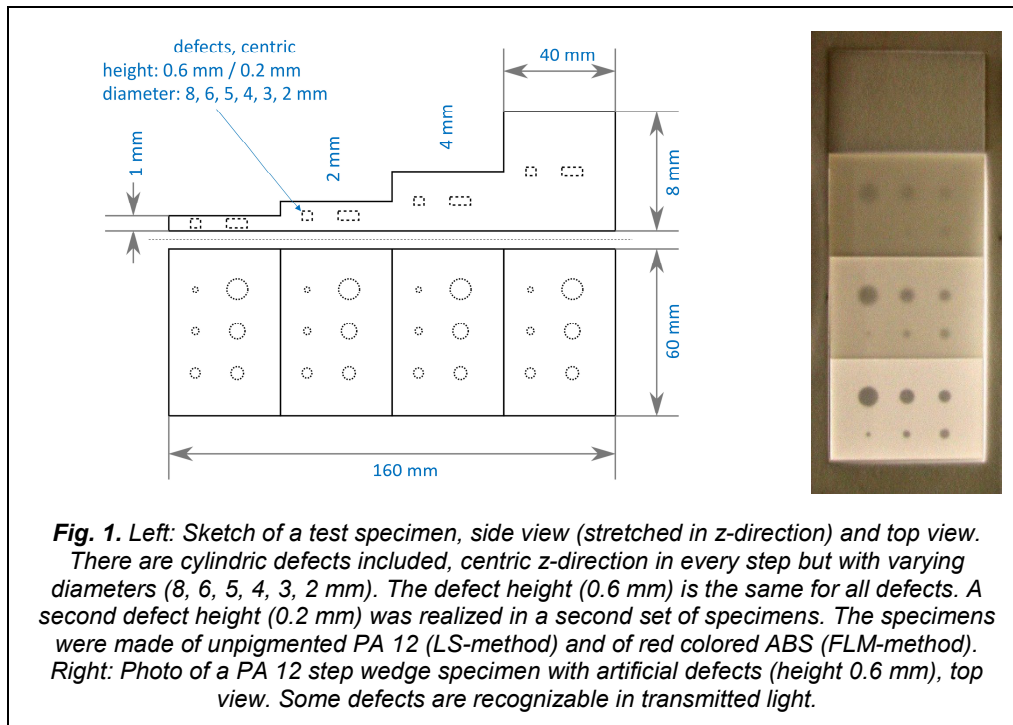 defects, centric
height: 0.6 mm / 0.2 mm
diameter: 8, 6, 5, 4, 3, 2 mm
40 mm
1 mm
2 mm
4 mm
8 mm
60 mm
160 mm
Fig. 1. Left: Sketch of a test specimen, side view (stretched in z-direction) and top view.
There are cylindric defects included, centric z-direction in every step but with varying
diameters (8, 6, 5, 4, 3, 2 mm). The defect height (0.6 mm) is the same for all defects. A
second defect height (0.2 mm) was realized in a second set of specimens. The specimens
were made of unpigmented PA 12 (LS-method) and of red colored ABS (FLM-method).
Right: Photo of a PA 12 step wedge specimen with artificial defects (height 0.6 mm), top
view. Some defects are recognizable in transmitted light.